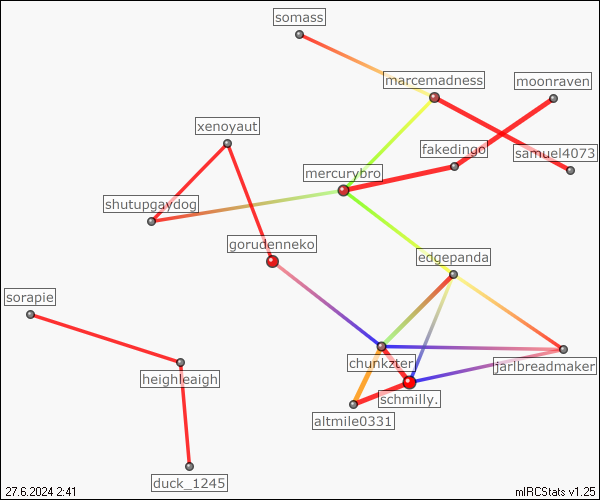 somass
marcemadness
moonraven
xenoyaut
fakedingo
samuel4073
mercurybro
shutupgaydog
gorudenneko
edgepanda
sorapie
chunkzter
jarlbreadmaker
heighleaigh
schmilly.
altmile0331
duck_1245
27.6.2024 2:41
mIRCStats v1.25